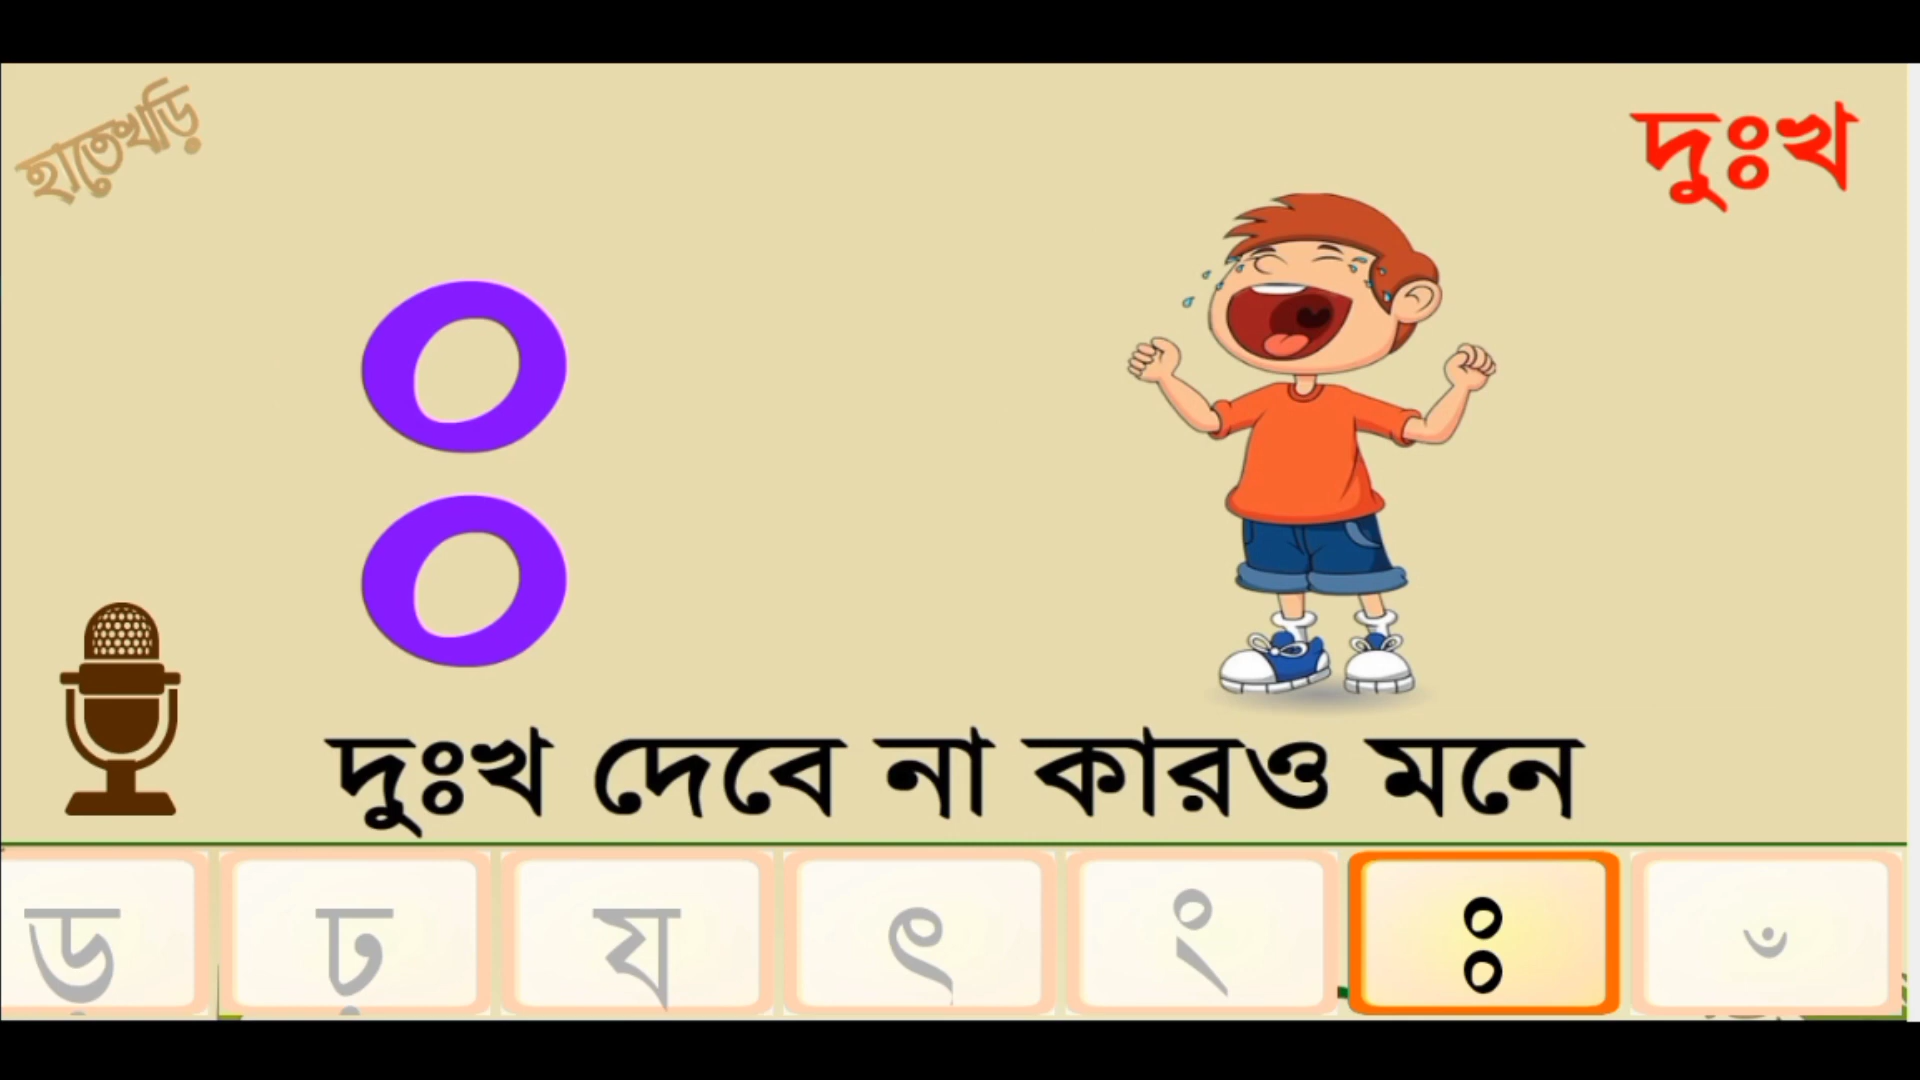 হাতেখড়ি
দুঃখ
ঃ
দুঃখ দেবে না কারও মনে
ড় ঢ় য় ৎ ং ঃ ঁ